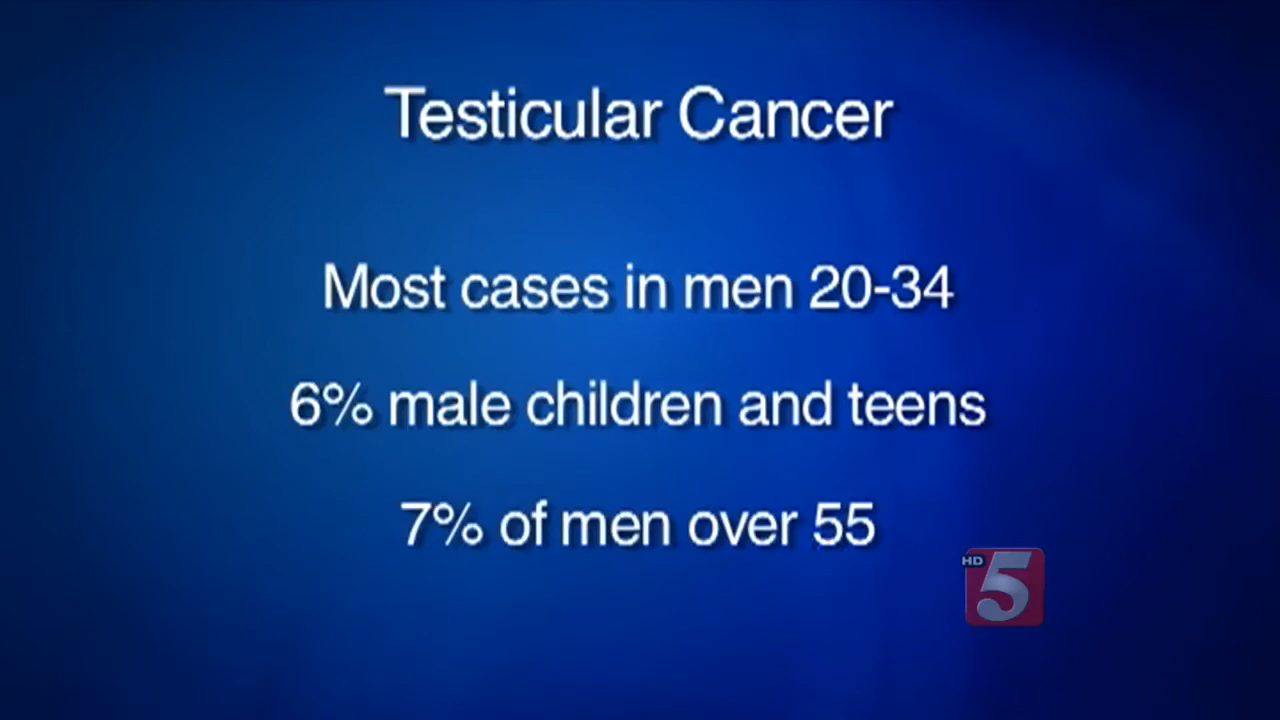 Testicular Cancer
Most cases in men 20-34
6% male children and teens
7% of men over 55
HD
5